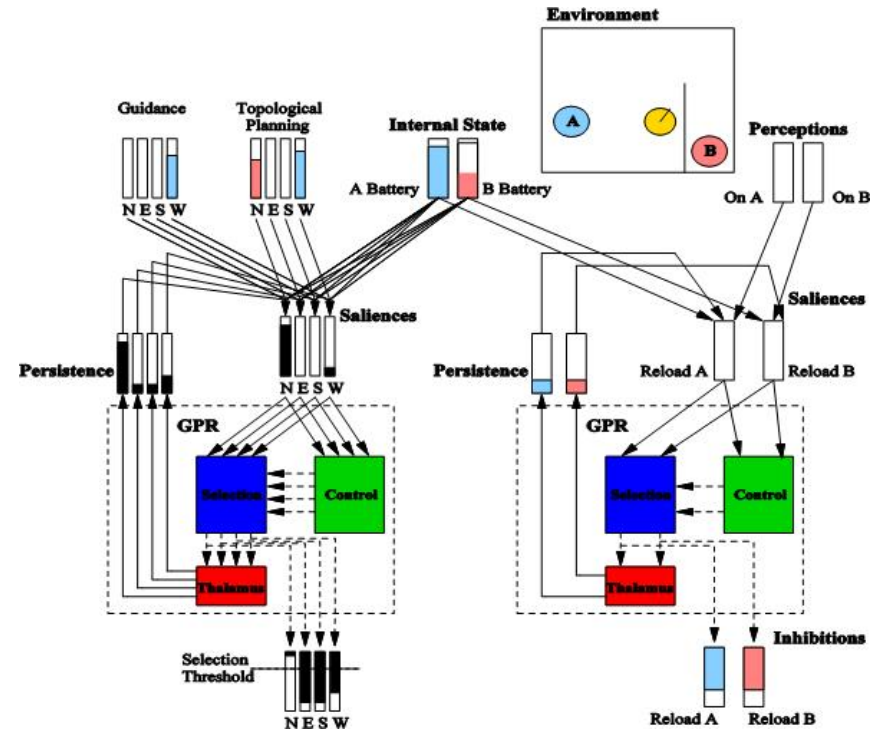 Environment
Guidance
Topological
Planning
Internal State
Perceptions
A
B
A Battery
B Battery
On A
On B
N E S W
N E S W
Saliences
Saliences
Persistence
N E S W
Persistence
Reload A
Reload B
GPR
GPR
Selection
Control
Selection
Control
Thalamus
Thalamus
Selection
Threshold
Inhibitions
N E S W
Reload A
Reload B